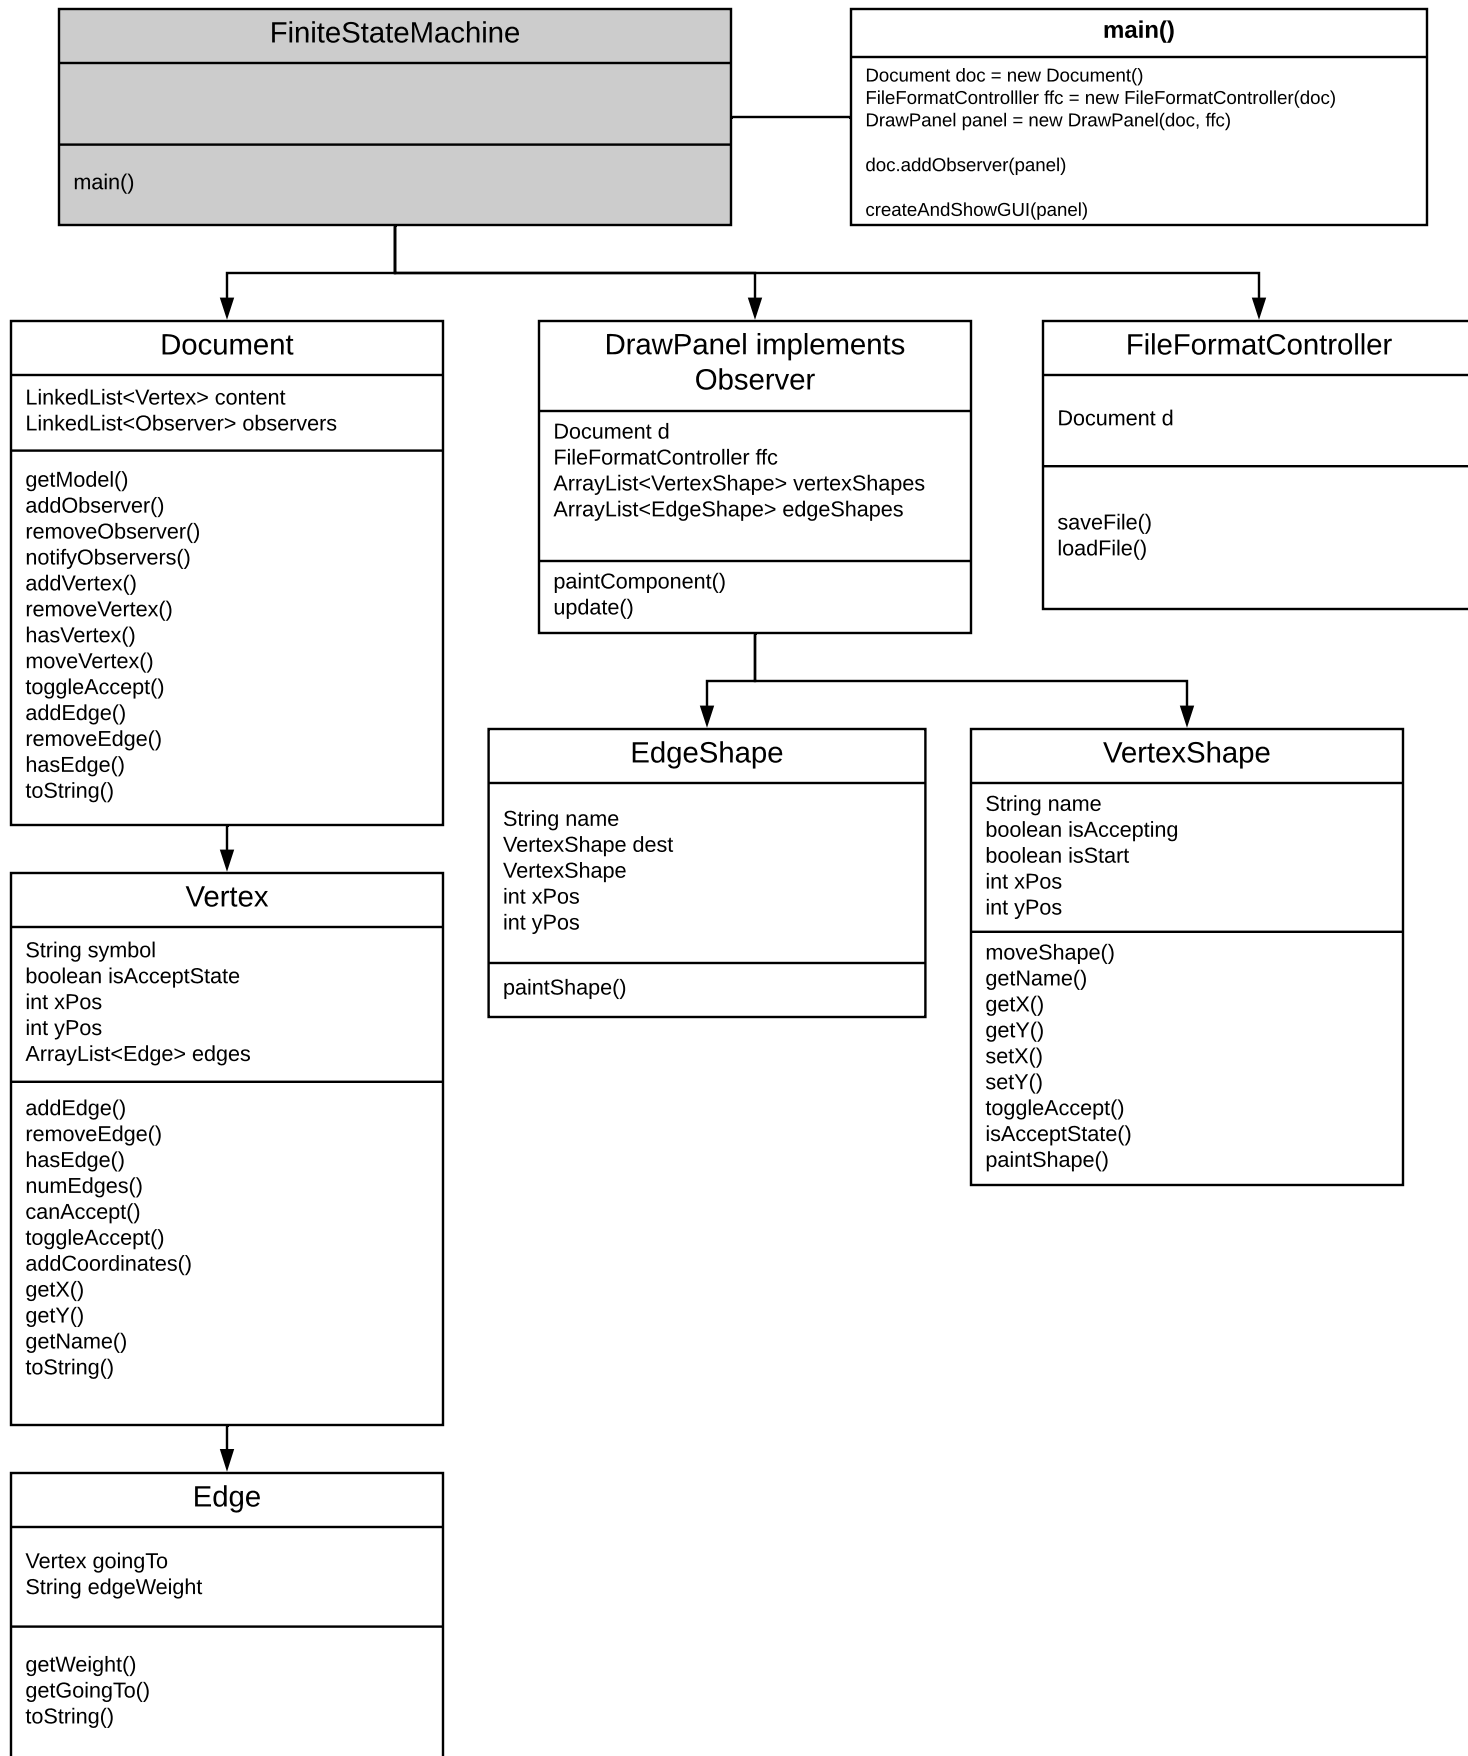 FiniteStateMachine
main()
main()
Document doc = new Document()
FileFormatControlller ffc = new FileFormatController(doc)
DrawPanel panel = new DrawPanel(doc, ffc)
doc.addObserver(panel)
createAndShowGUI(panel)
Document
LinkedList<Vertex> content
LinkedList<Observer> observers
getModel()
addObserver()
removeObserver()
notifyObservers()
addVertex()
removeVertex()
hasVertex()
moveVertex()
toggleAccept()
addEdge()
removeEdge()
hasEdge()
toString()
DrawPanel implements
Observer
Document d
FileFormatController ffc
ArrayList<VertexShape> vertexShapes
ArrayList<EdgeShape> edgeShapes
paintComponent()
update()
FileFormatController
Document d
saveFile()
loadFile()
EdgeShape
String name
VertexShape dest
VertexShape
int xPos
int yPos
paintShape()
VertexShape
String name
boolean isAccepting
boolean isStart
int xPos
int yPos
moveShape()
getName()
getX()
getY()
setX()
setY()
toggleAccept()
isAcceptState()
paintShape()
Vertex
String symbol
boolean isAcceptState
int xPos
int yPos
ArrayList<Edge> edges
addEdge()
removeEdge()
hasEdge()
numEdges()
canAccept()
toggleAccept()
addCoordinates()
getX()
getY()
getName()
toString()
Edge
Vertex goingTo
String edgeWeight
getWeight()
getGoingTo()
toString()